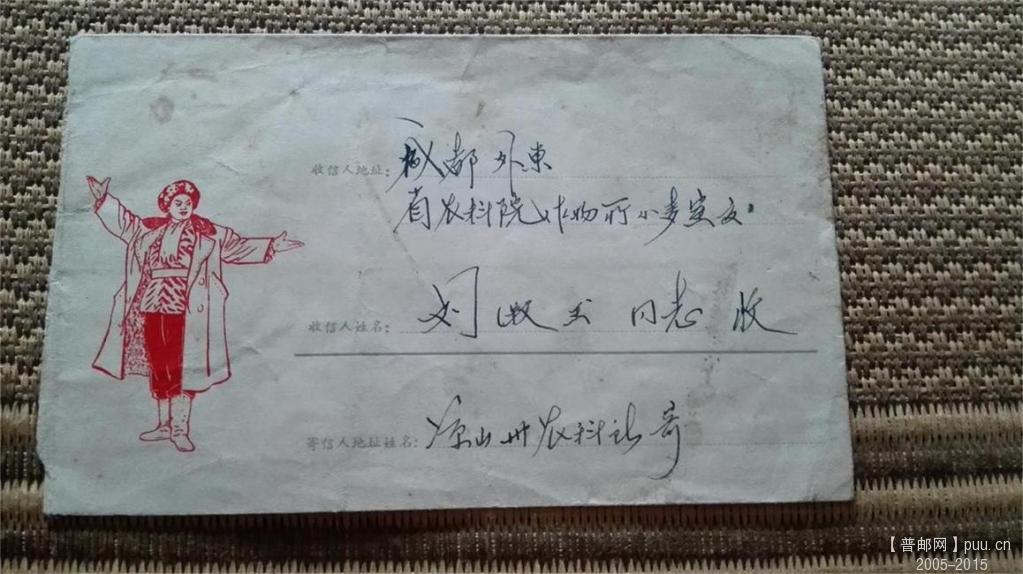 收信人地址: 成都外东
省农科院作物所小麦室交
收信人姓名: 刘淑玉 同志 收
寄信人地址姓名: 凉山州农科所寄
【普邮网】puu.cn
2005-2015